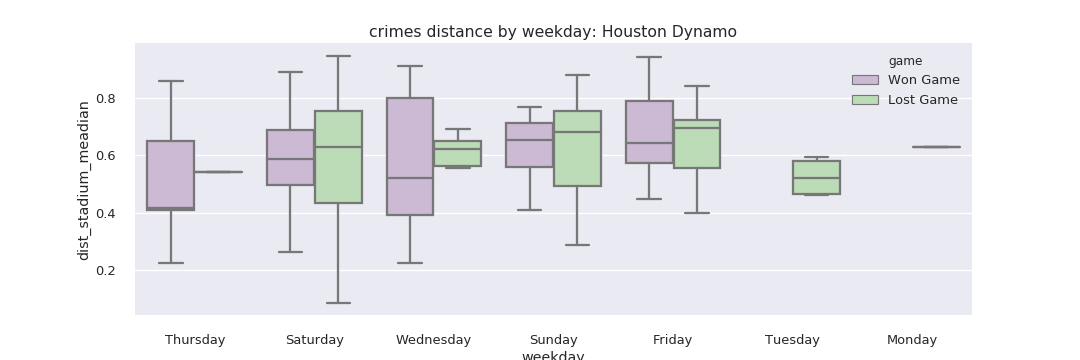 crimes distance by weekday: Houston Dynamo
game
Won Game
Lost Game
dist_stadium_meadian
0.8
0.6
0.4
0.2
Thursday Saturday Wednesday Sunday Friday Tuesday Monday
weekday